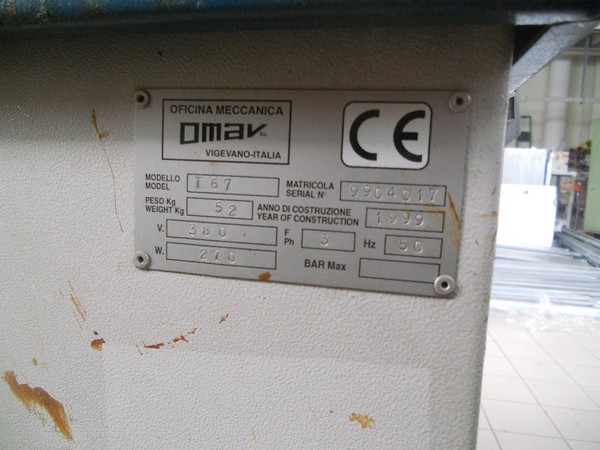 OFICINA MECCANICA
omav
VIGEVANO-ITALIA
CE
MODELLO
MODEL T67
MATRICOLA
SERIAL N° 9904017
PESO Kg
WEIGHT Kg 52
ANNO DI COSTRUZIONE
YEAR OF CONSTRUCTION 1999
V. 380
F
Ph 3
Hz 50
W. 270
BAR Max